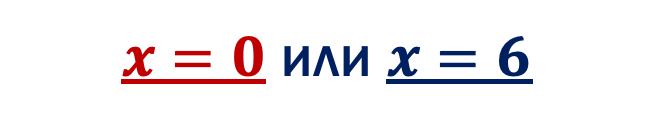 x = 0 или x = 6